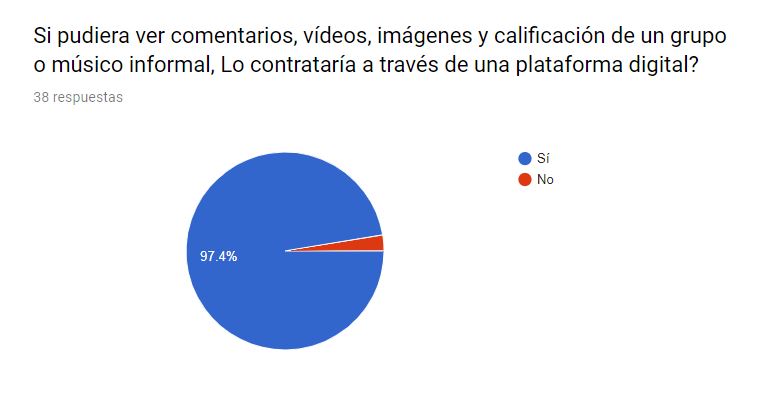 Si pudiera ver comentarios, vídeos, imágenes y calificación de un grupo
o músico informal, Lo contrataría a través de una plataforma digital?
38 respuestas
Sí
No
97.4%